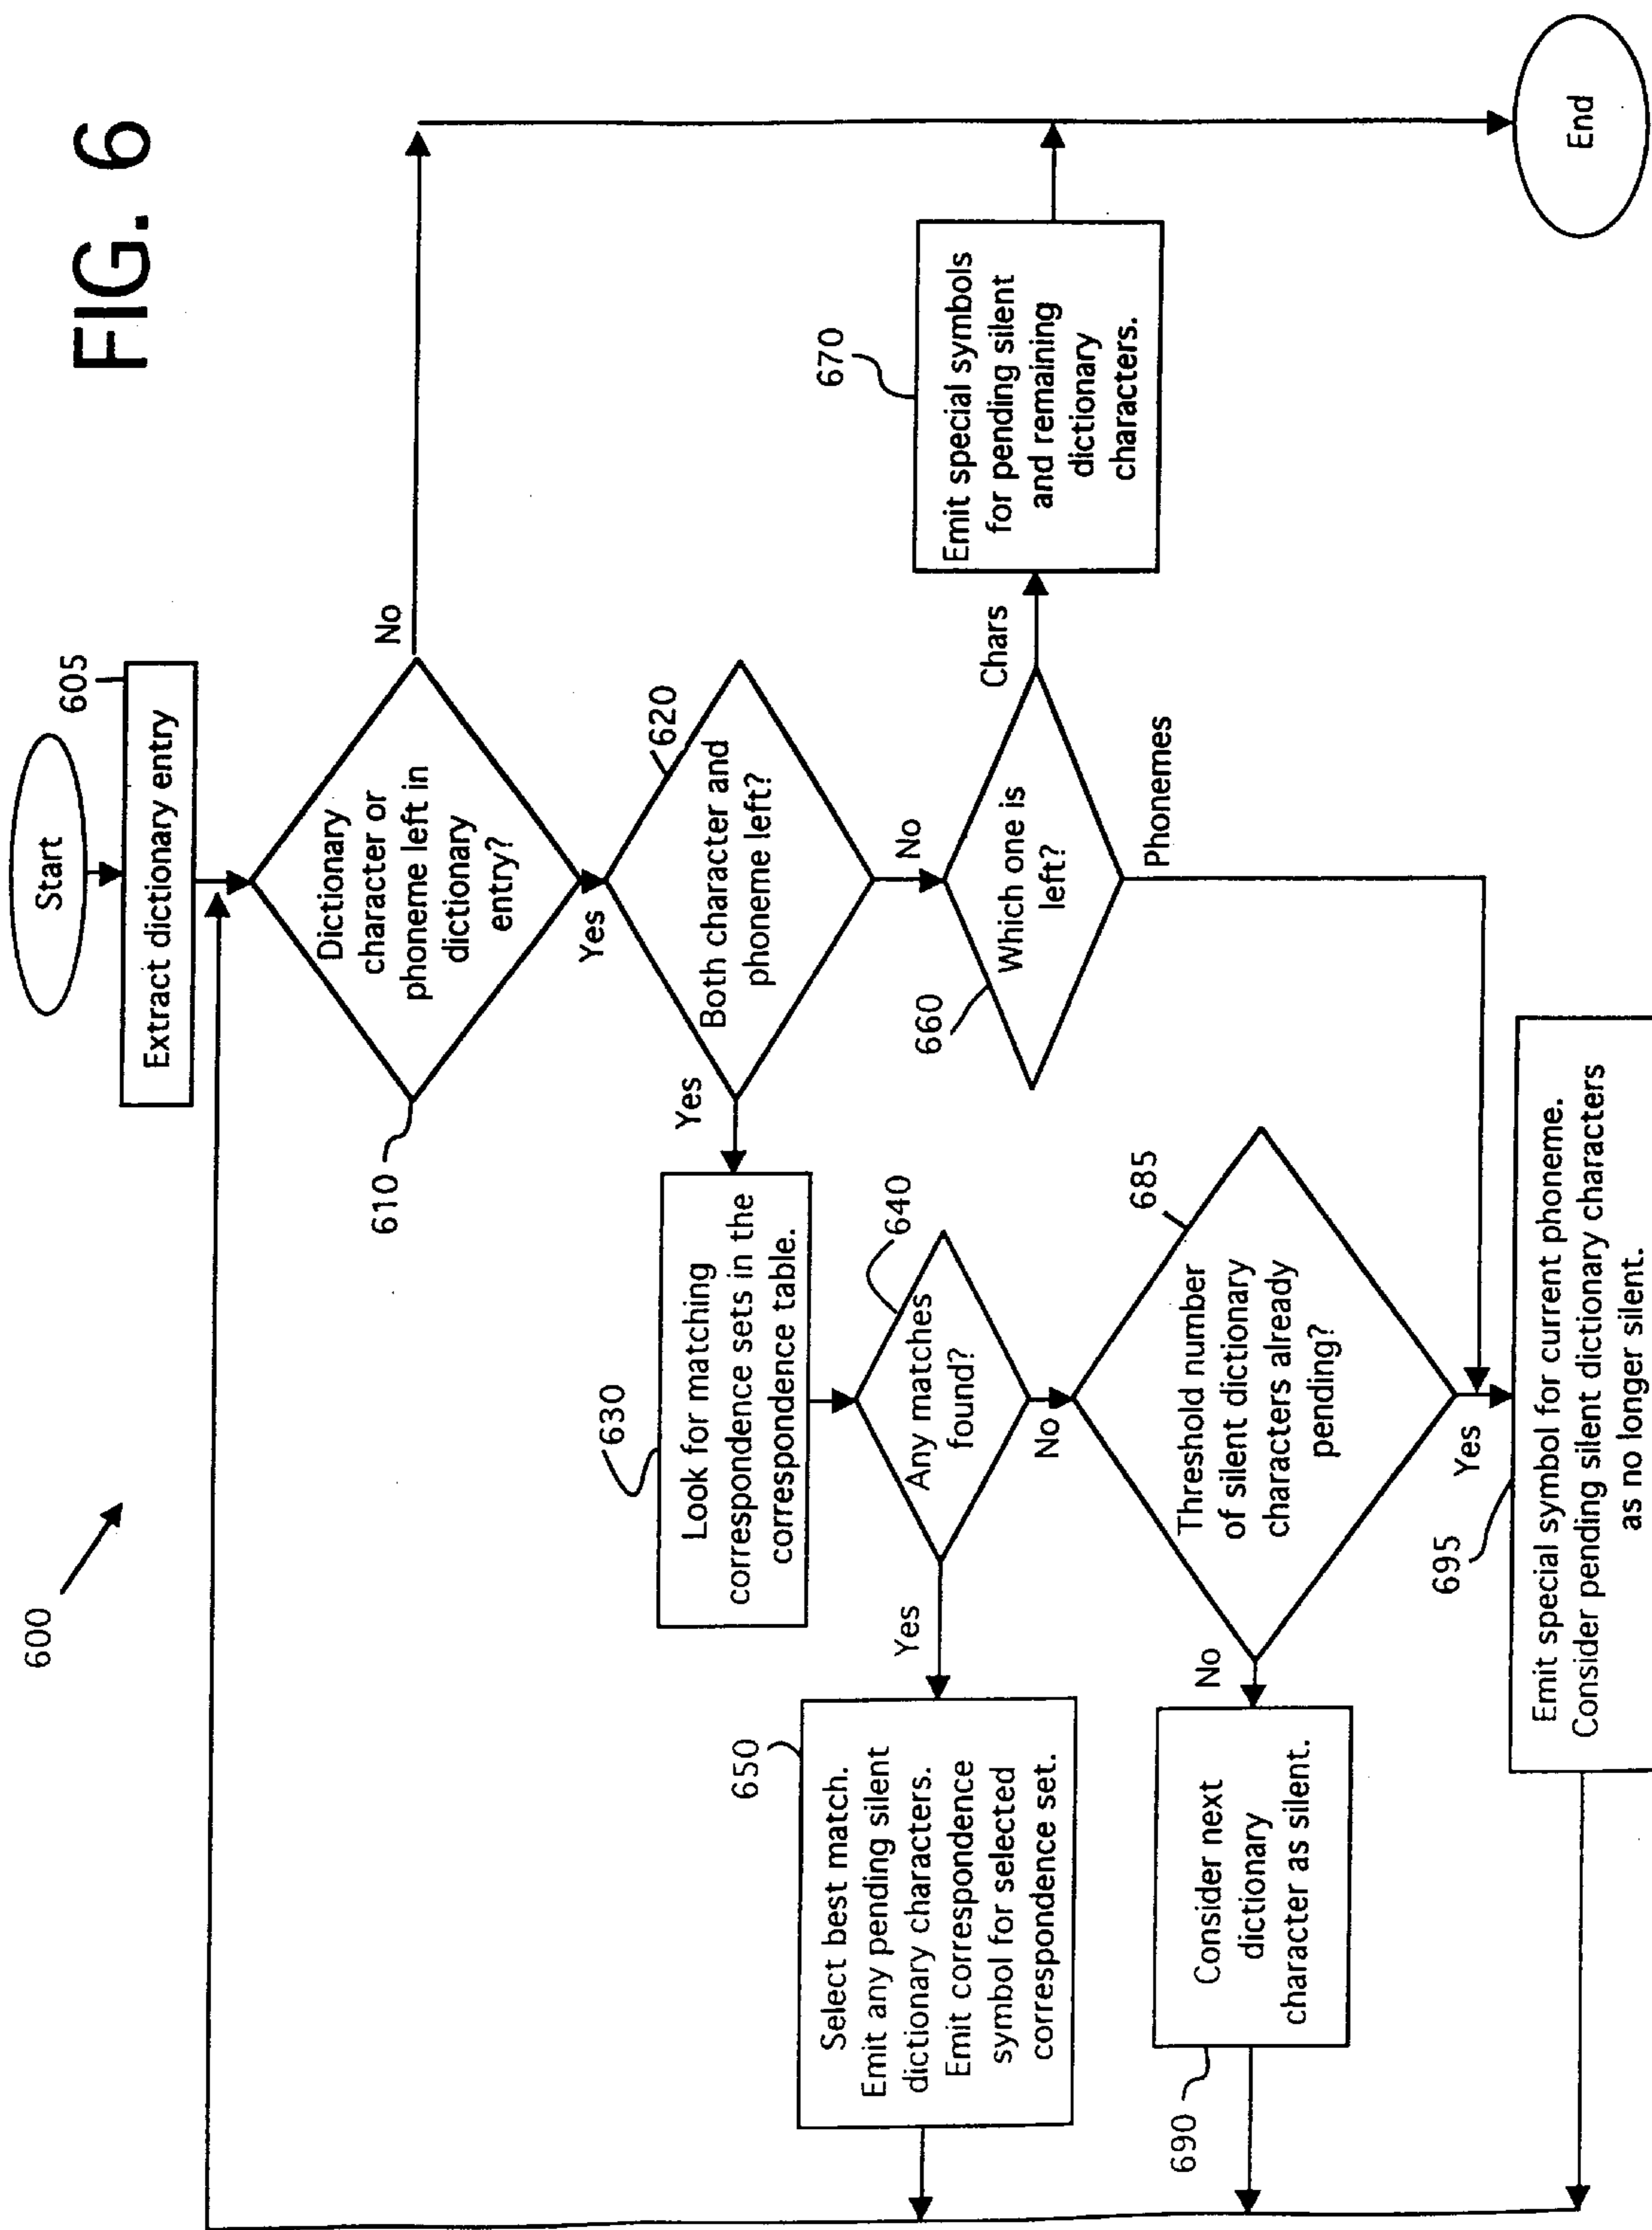 FIG. 6
600
Start
605
Extract dictionary entry
610
Dictionary
character or
phoneme left in
dictionary
entry?
No
Yes
620
Both character and
phoneme left?
Yes
No
630
Look for matching
correspondence sets in the
correspondence table.
640
Any matches
found?
Yes
No
650
Select best match.
Emit any pending silent
dictionary characters.
Emit correspondence
symbol for selected
correspondence set.
660
Which one is
left?
Chars
Phonemes
670
Emit special symbols
for pending silent
and remaining
dictionary
characters.
685
Threshold number
of silent dictionary
characters already
pending?
No
Yes
690
Consider next
dictionary
character as silent.
695
Emit special symbol for current phoneme.
Consider pending silent dictionary characters
as no longer silent.
End